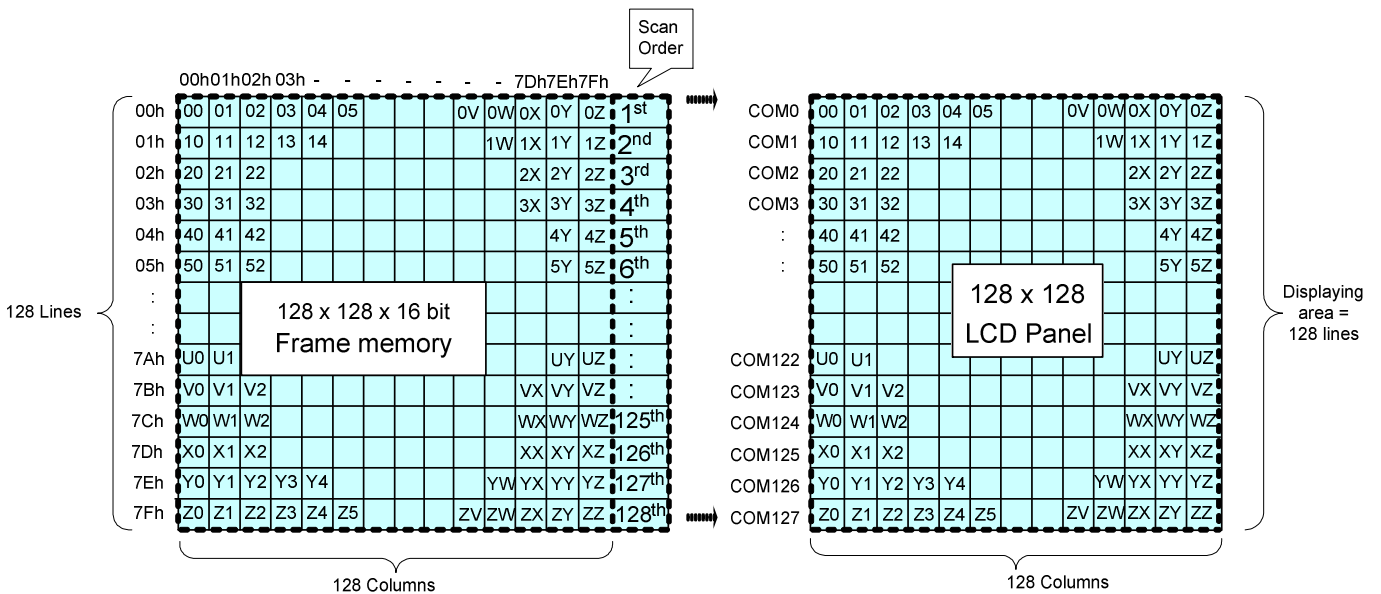 Scan
Order
00h 01h 02h 03h - - - - - - - 7Dh 7Eh 7Fh
00h 00 01 02 03 04 05 0V 0W 0X 0Y 0Z 1st COM0 00 01 02 03 04 05 0V 0W 0X 0Y 0Z
01h 10 11 12 13 14 1W 1X 1Y 1Z 2nd COM1 10 11 12 13 14 1W 1X 1Y 1Z
02h 20 21 22 2X 2Y 2Z 3rd COM2 20 21 22 2X 2Y 2Z
03h 30 31 32 3X 3Y 3Z 4th COM3 30 31 32 3X 3Y 3Z
04h 40 41 42 4Y 4Z 5th : 40 41 42 4Y 4Z
05h 50 51 52 5Y 5Z 6th : 50 51 52 5Y 5Z
: :
: :
128 Lines
128 x 128 x 16 bit
Frame memory
128 x 128
LCD Panel
Displaying
area =
128 lines
7Ah U0 U1 UY UZ : COM122 U0 U1 UY UZ
7Bh V0 V1 V2 VX VY VZ : COM123 V0 V1 V2 VX VY VZ
7Ch W0 W1 W2 WX WY WZ 125th COM124 W0 W1 W2 WX WY WZ
7Dh X0 X1 X2 XX XY XZ 126th COM125 X0 X1 X2 XX XY XZ
7Eh Y0 Y1 Y2 Y3 Y4 YW YX YY YZ 127th COM126 Y0 Y1 Y2 Y3 Y4 YW YX YY YZ
7Fh Z0 Z1 Z2 Z3 Z4 Z5 ZV ZW ZX ZY ZZ 128th COM127 Z0 Z1 Z2 Z3 Z4 Z5 ZV ZW ZX ZY ZZ
128 Columns
128 Columns